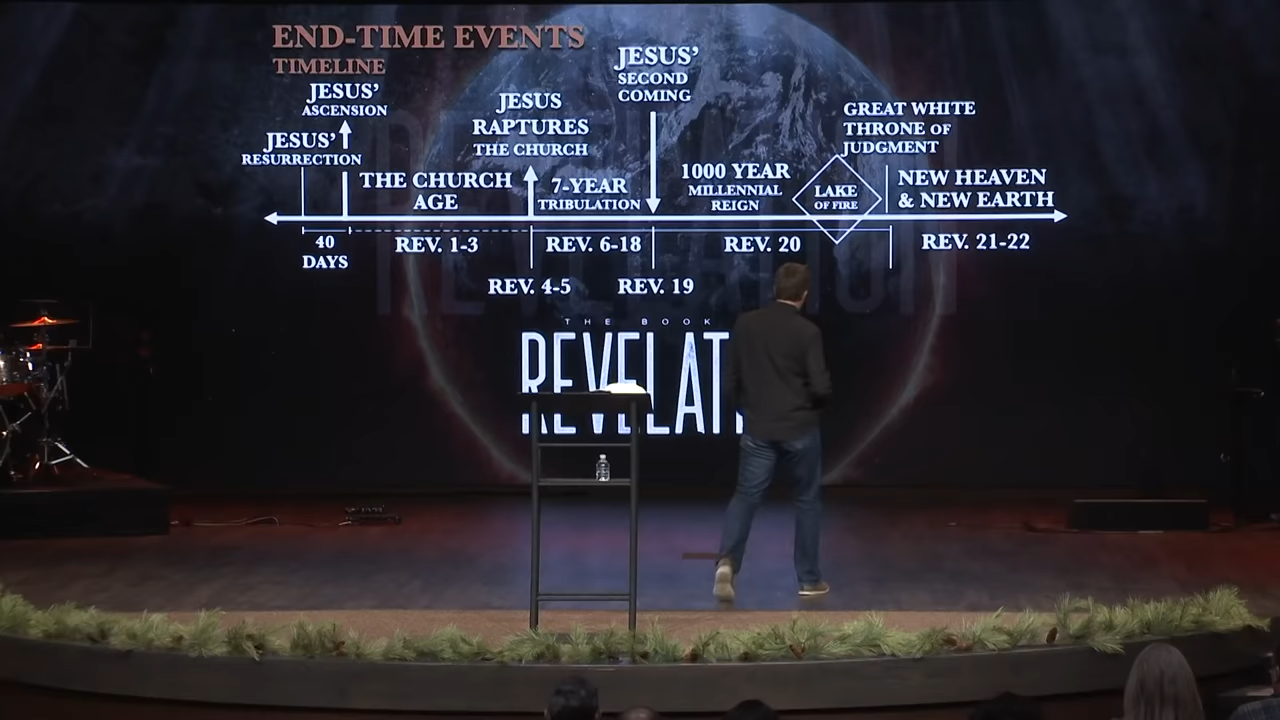 END-TIME EVENTS
TIMELINE
JESUS'
ASCENSION
JESUS'
RESURRECTION
THE CHURCH
AGE
JESUS
RAPTURES
THE CHURCH
7-YEAR
TRIBULATION
JESUS'
SECOND
COMING
1000 YEAR
MILLENNIAL
REIGN
LAKE
OF FIRE
GREAT WHITE
THRONE OF
JUDGMENT
NEW HEAVEN
& NEW EARTH
40
DAYS
REV. 1-3
REV. 4-5
REV. 6-18
REV. 19
REV. 20
REV. 21-22
THE BOOK
REVELAT